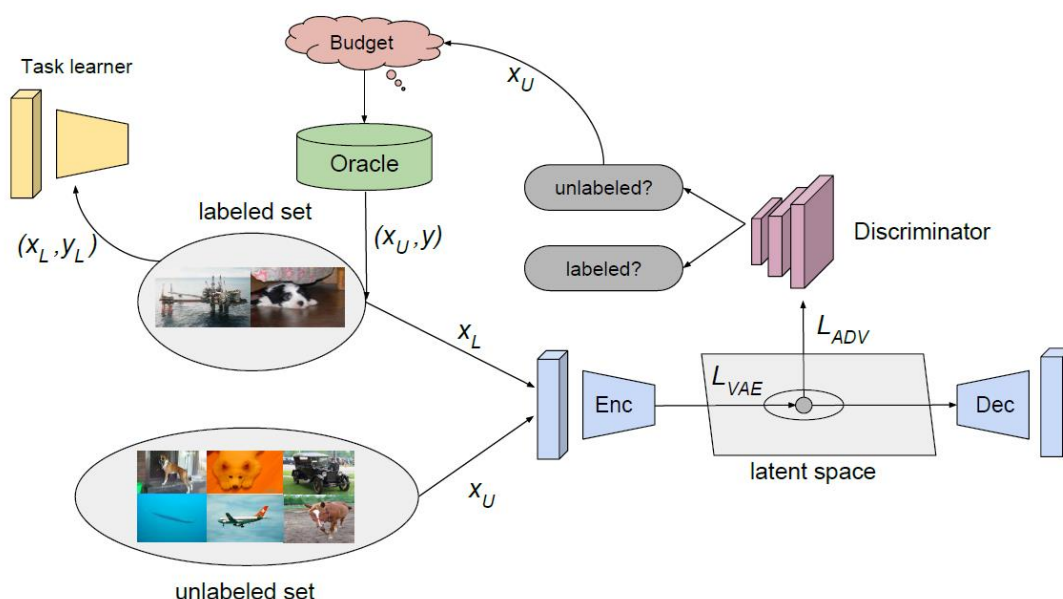 Budget
Task learner
x_U
Oracle
unlabeled?
labeled set
(x_L, y_L)
(x_U, y)
Discriminator
labeled?
x_L
L_ADV
L_VAE
Enc
Dec
latent space
x_U
unlabeled set